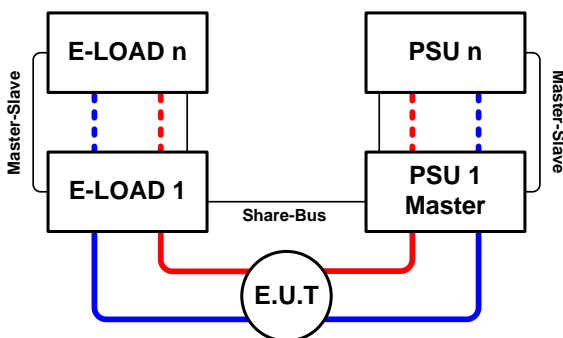 E-LOAD n
PSU n
Master-Slave
Master-Slave
E-LOAD 1
PSU 1
Master
Share-Bus
E.U.T